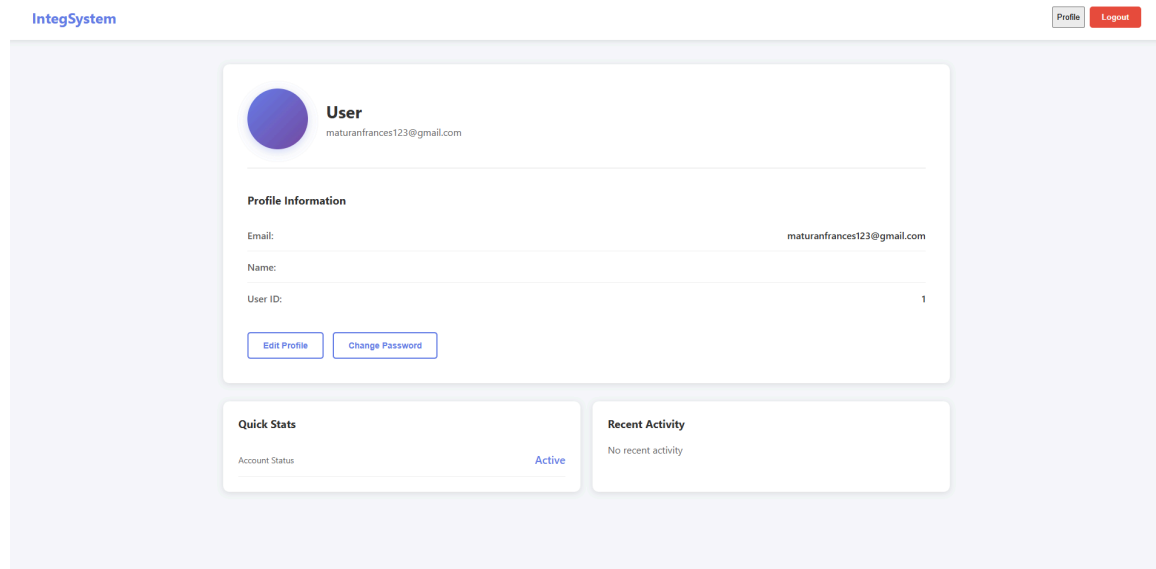 IntegSystem
Profile
Logout
User
maturanfrances123@gmail.com
Profile Information
Email: maturanfrances123@gmail.com
Name:
User ID: 1
Edit Profile
Change Password
Quick Stats
Account Status Active
Recent Activity
No recent activity